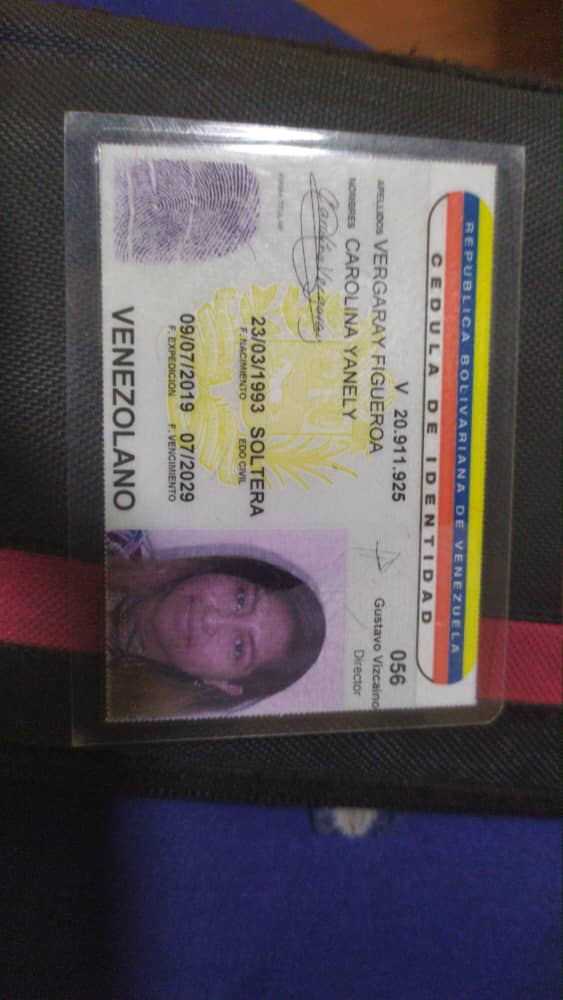 REPUBLICA BOLIVARIANA DE VENEZUELA
CEDULA DE IDENTIDAD
V 20.911.925
056
Gustavo Vizcaino
Director
APELLIDOS VERGARAY FIGUEROA
NOMBRES CAROLINA YANELY
FIRMA TITULAR
23/03/1993 SOLTERA
F. NACIMIENTO EDO CIVIL
09/07/2019 07/2029
F. EXPEDICION F. VENCIMIENTO
VENEZOLANO